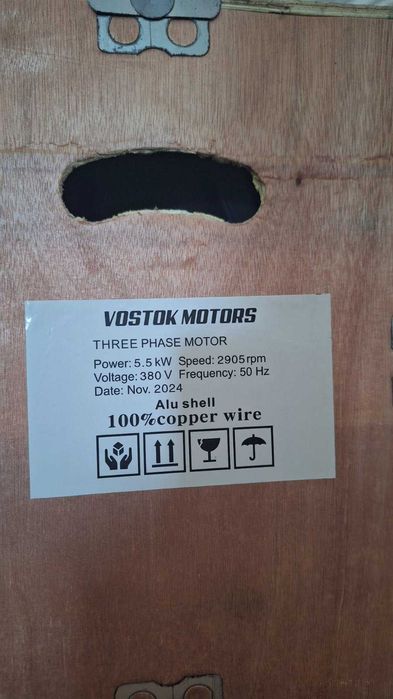 VOSTOK MOTORS
THREE PHASE MOTOR
Power: 5.5 kW Speed: 2905 rpm
Voltage: 380 V Frequency: 50 Hz
Date: Nov. 2024
Alu shell
100%copper wire